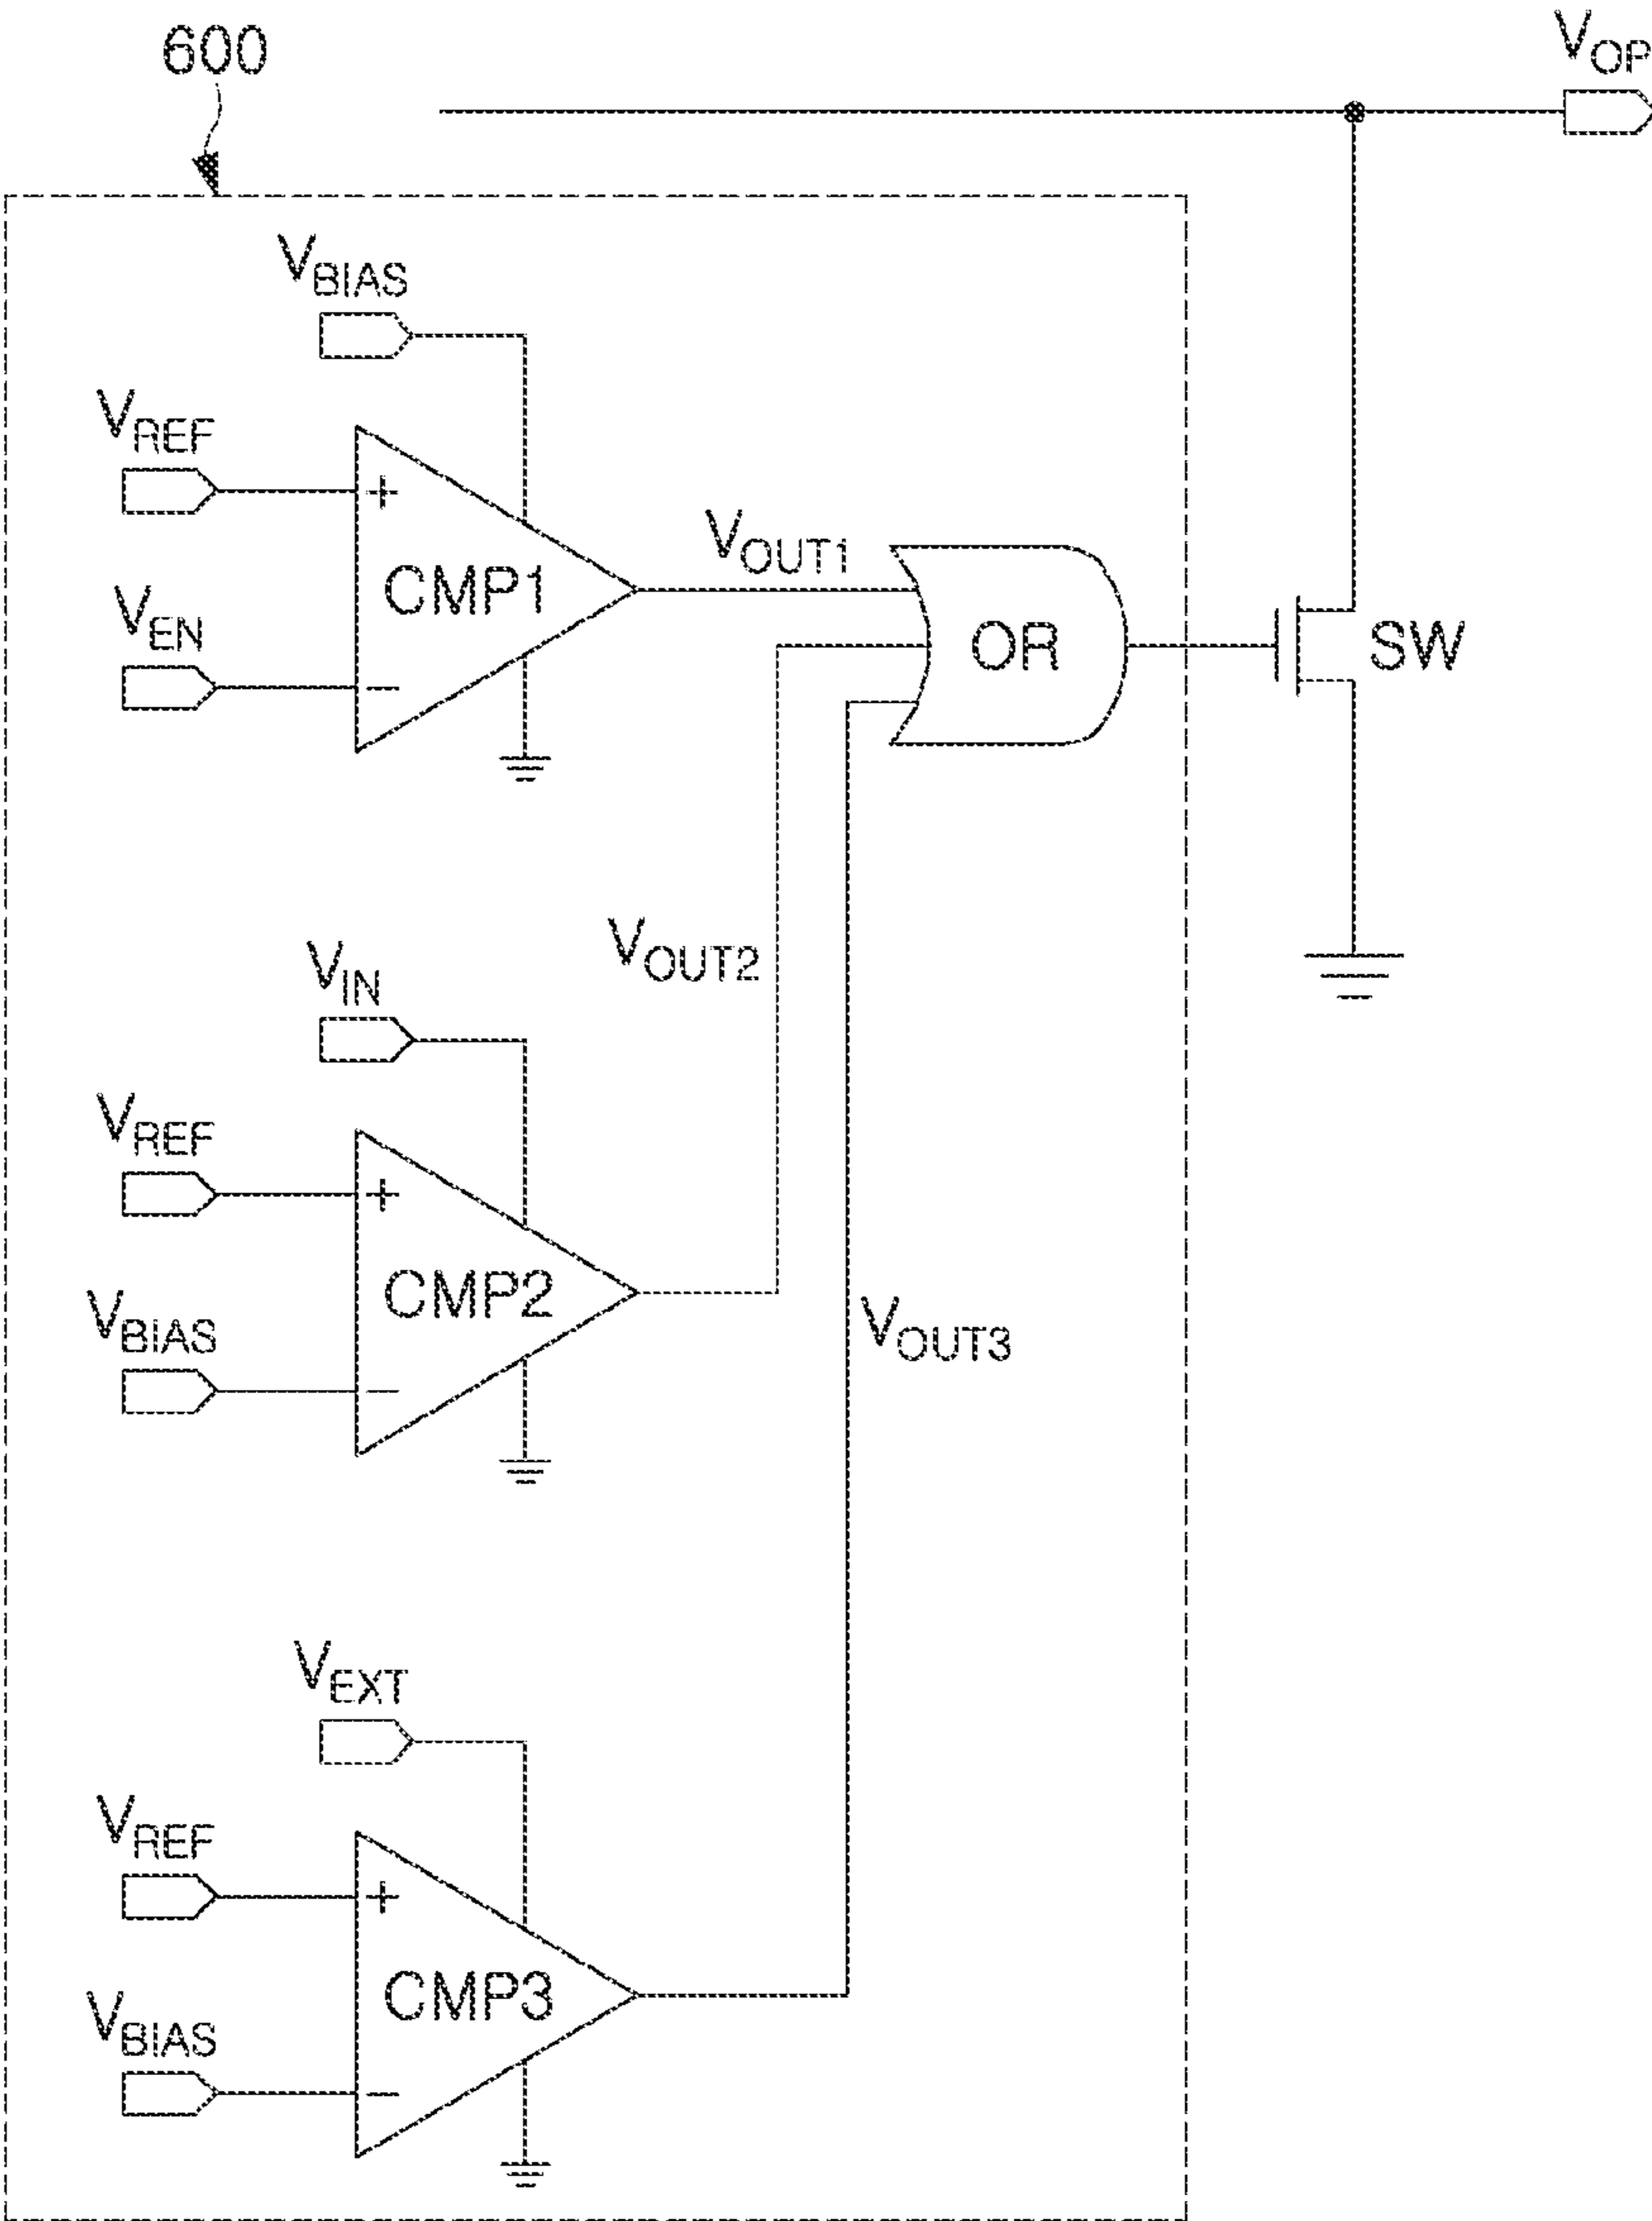 600
VOP
VBIAS
VREF
+
CMP1
VEN
−
VOUT1
OR
SW
VOUT2
VIN
VREF
+
CMP2
VBIAS
−
VOUT3
VEXT
VREF
+
CMP3
VBIAS
−